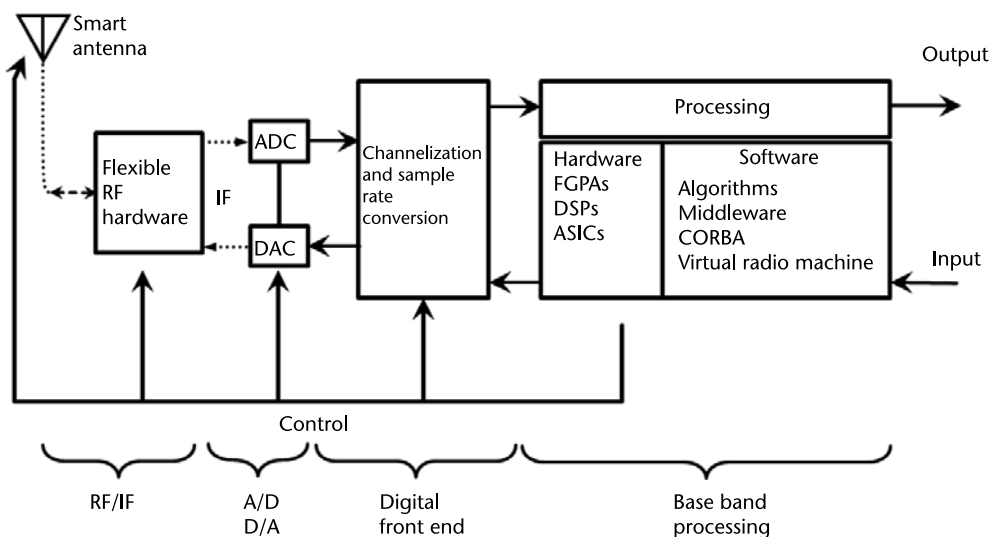 Smart
antenna
Output
Processing
ADC
Channelization
and sample
rate
conversion
Flexible
RF
hardware
IF
Hardware
FGPAs
DSPs
ASICs
Software
Algorithms
Middleware
CORBA
Virtual radio machine
DAC
Input
Control
RF/IF
A/D
D/A
Digital
front end
Base band
processing